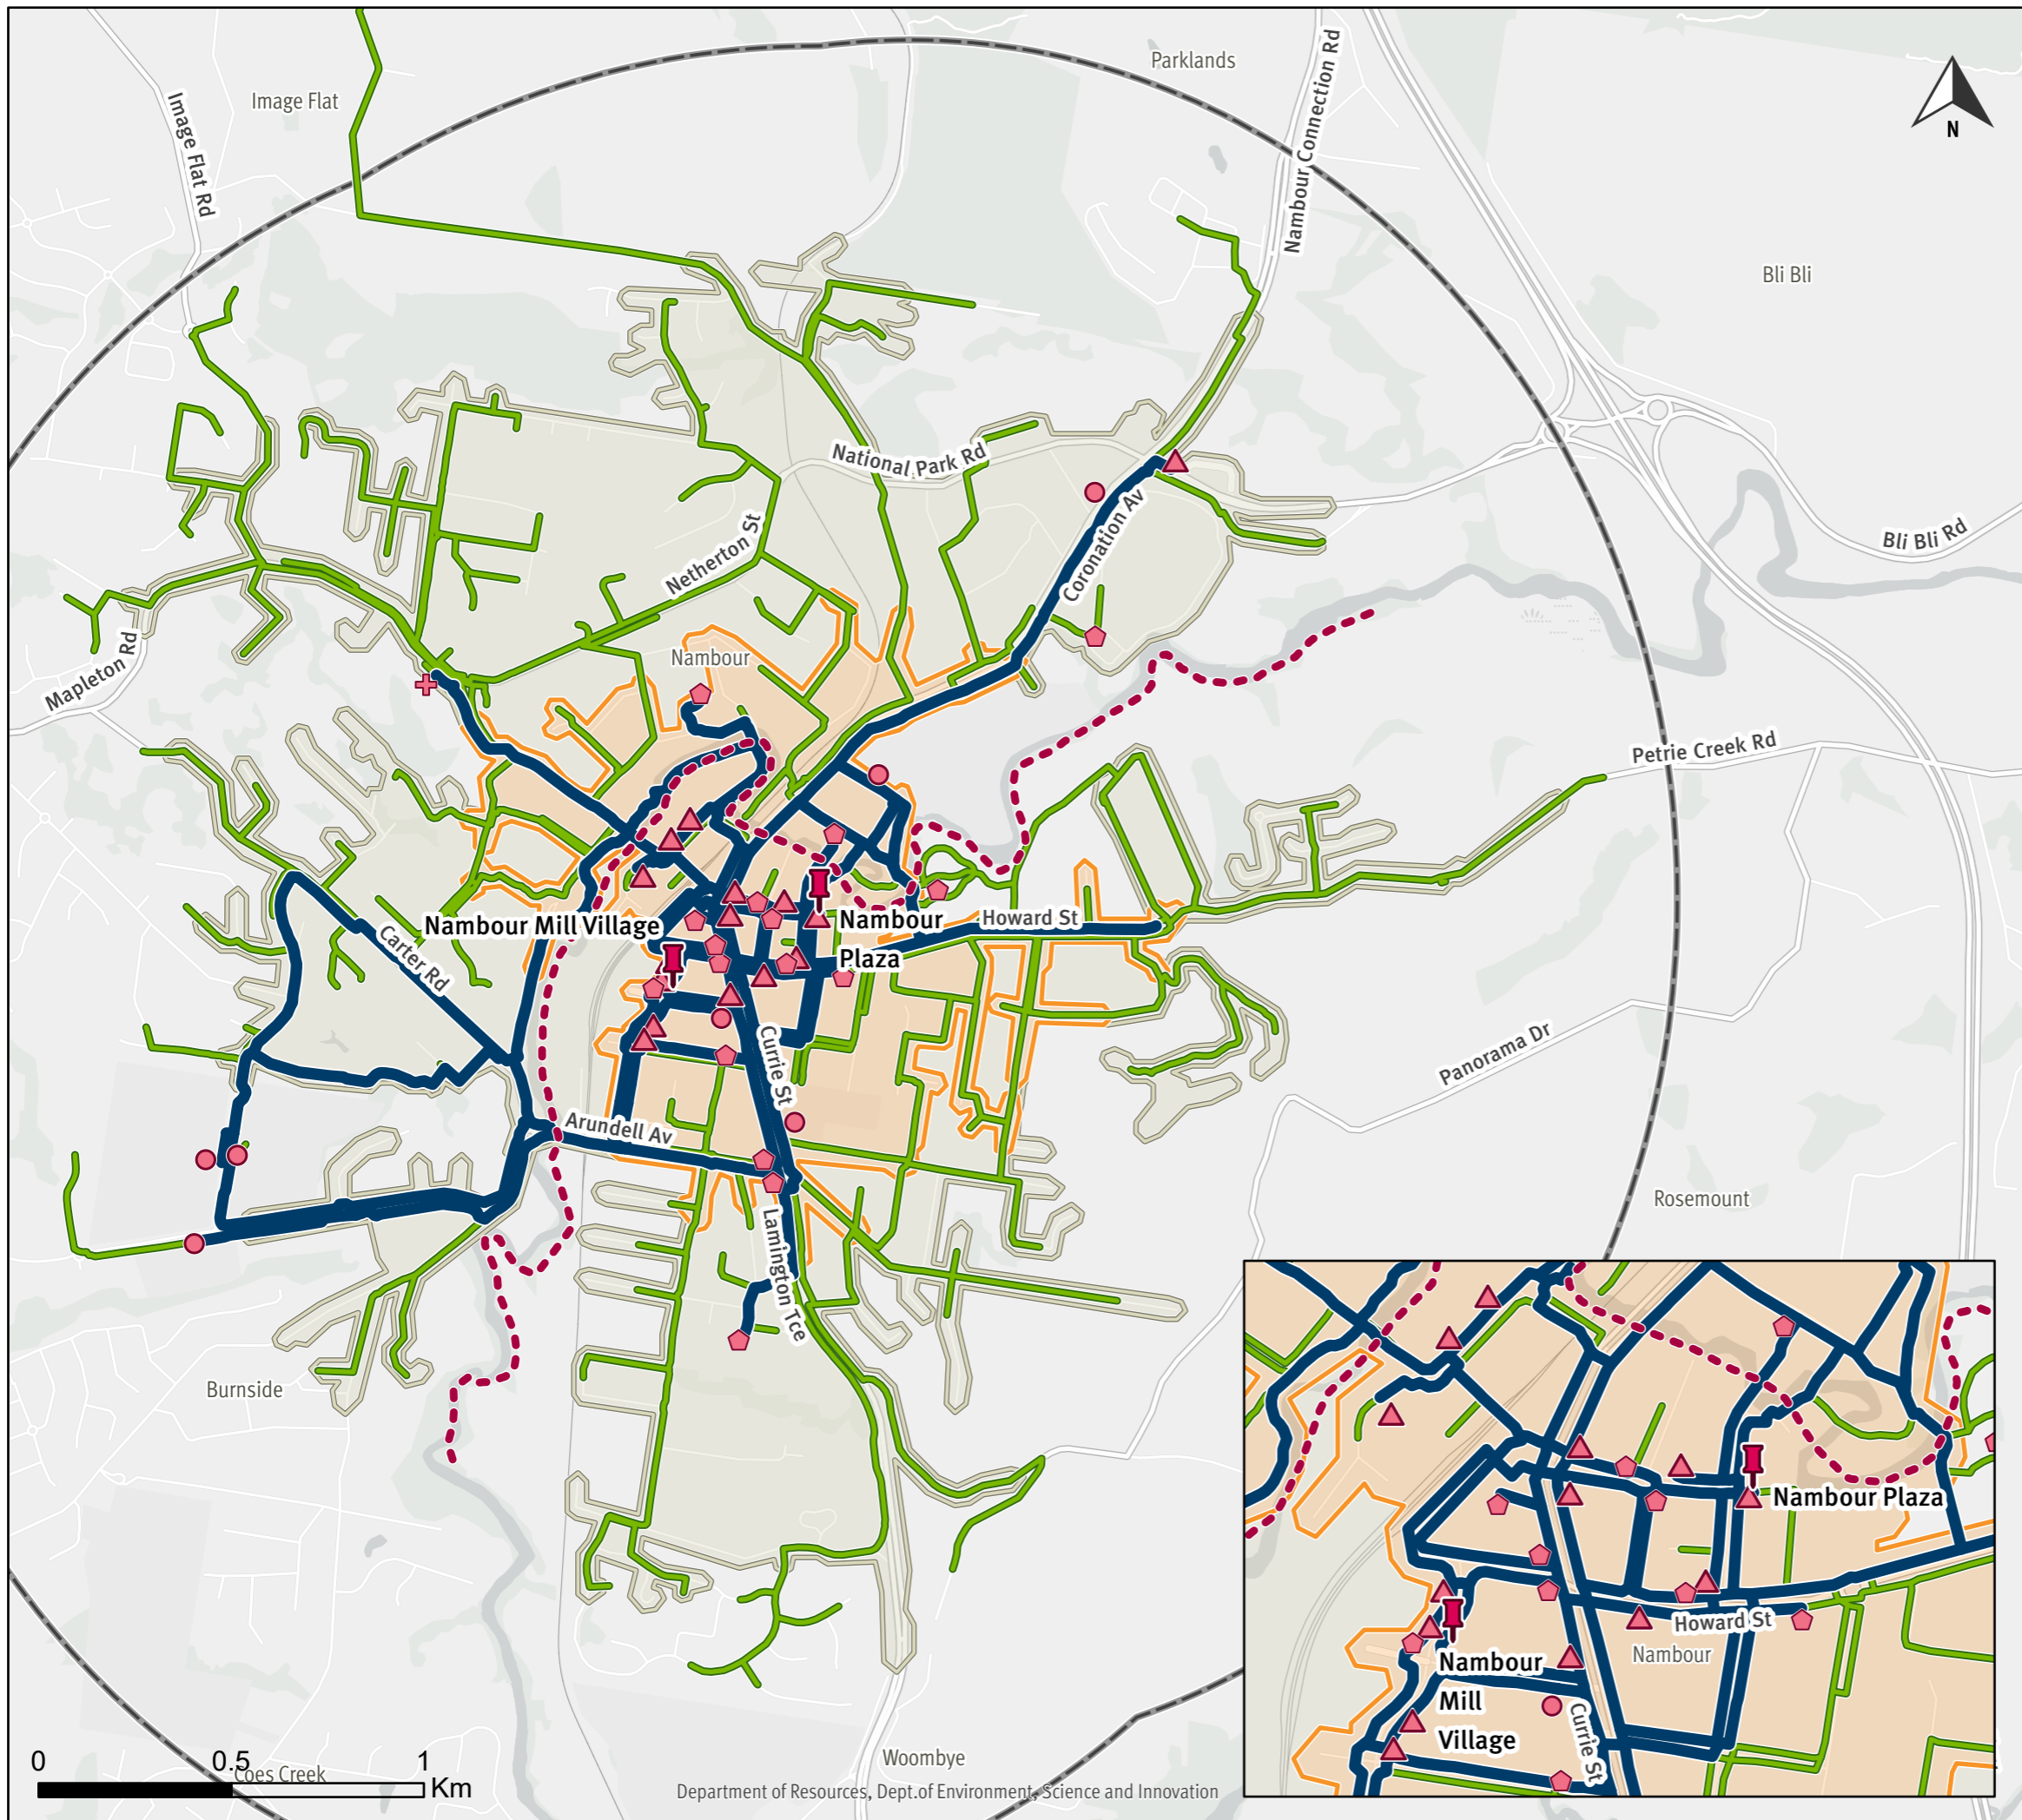 Parklands
Image Flat
Image Flat Rd
Nambour Connection Rd
N
Bli Bli
National Park Rd
Coronation Av
Bli Bli Rd
Netherton St
Mapleton Rd
Nambour
Petrie Creek Rd
Nambour Mill Village
Nambour
Plaza
Howard St
Carter Rd
Currie St
Panorama Dr
Arundell Av
Rosemount
Lamington Tce
Burnside
Nambour Plaza
Howard St
Nambour
Nambour
Mill
Village
Currie St
0 0.5 1
Km
Coes Creek
Woombye
Department of Resources, Dept.of Environment, Science and Innovation